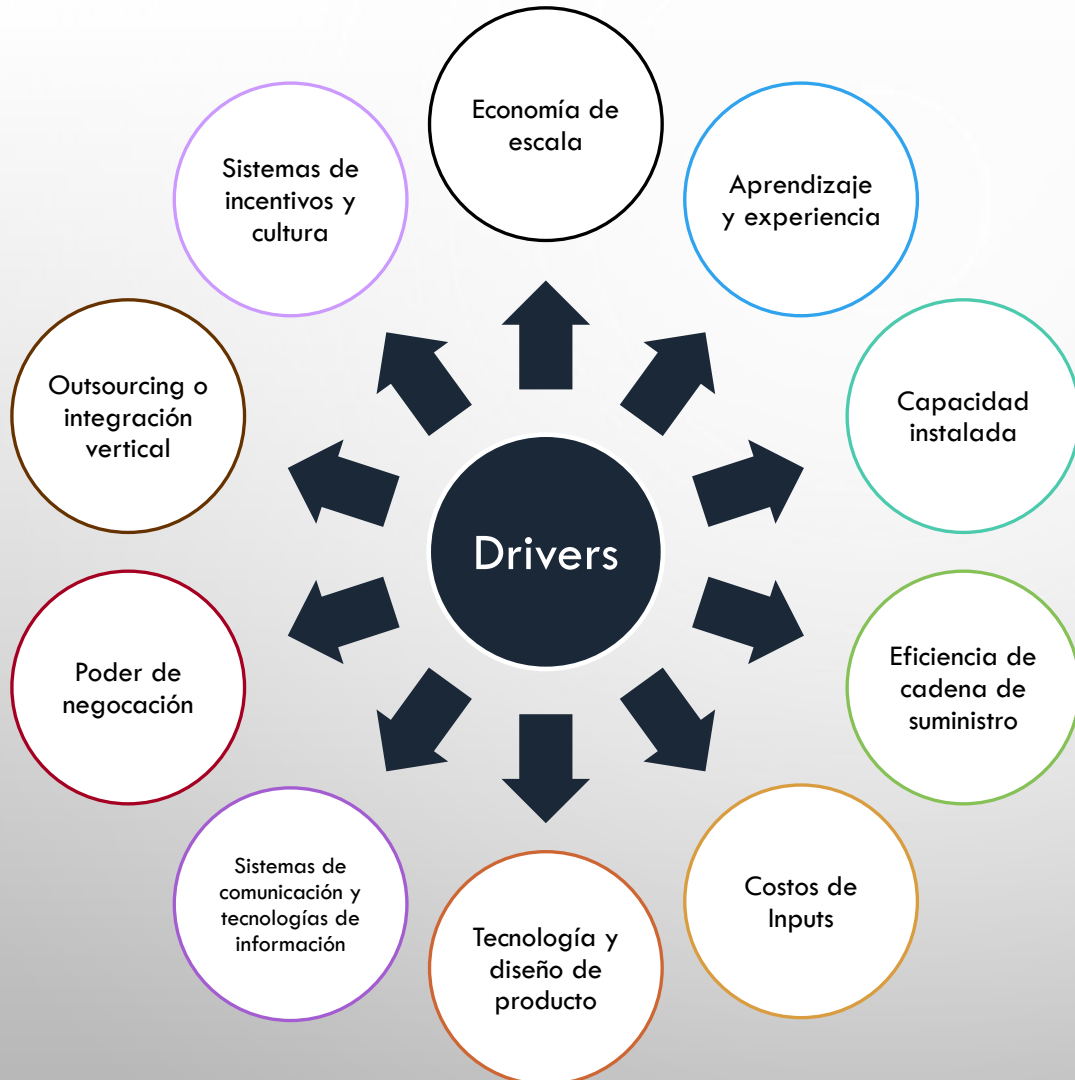 Economía de
escala
Aprendizaje
y experiencia
Capacidad
instalada
Eficiencia de
cadena de
suministro
Costos de
Inputs
Tecnología y
diseño de
producto
Sistemas de
comunicación y
tecnologías de
información
Poder de
negocación
Outsourcing o
integración
vertical
Sistemas de
incentivos y
cultura
Drivers